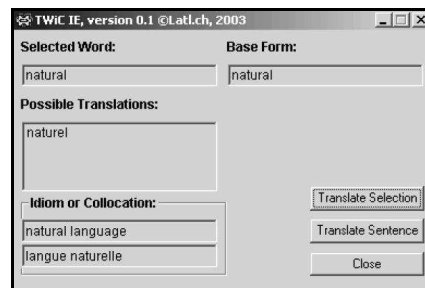 TWiC IE, version 0.1 ©Latl.ch, 2003
Selected Word: Base Form:
natural natural
Possible Translations:
naturel
Idiom or Collocation:
natural language
langue naturelle
Translate Selection
Translate Sentence
Close